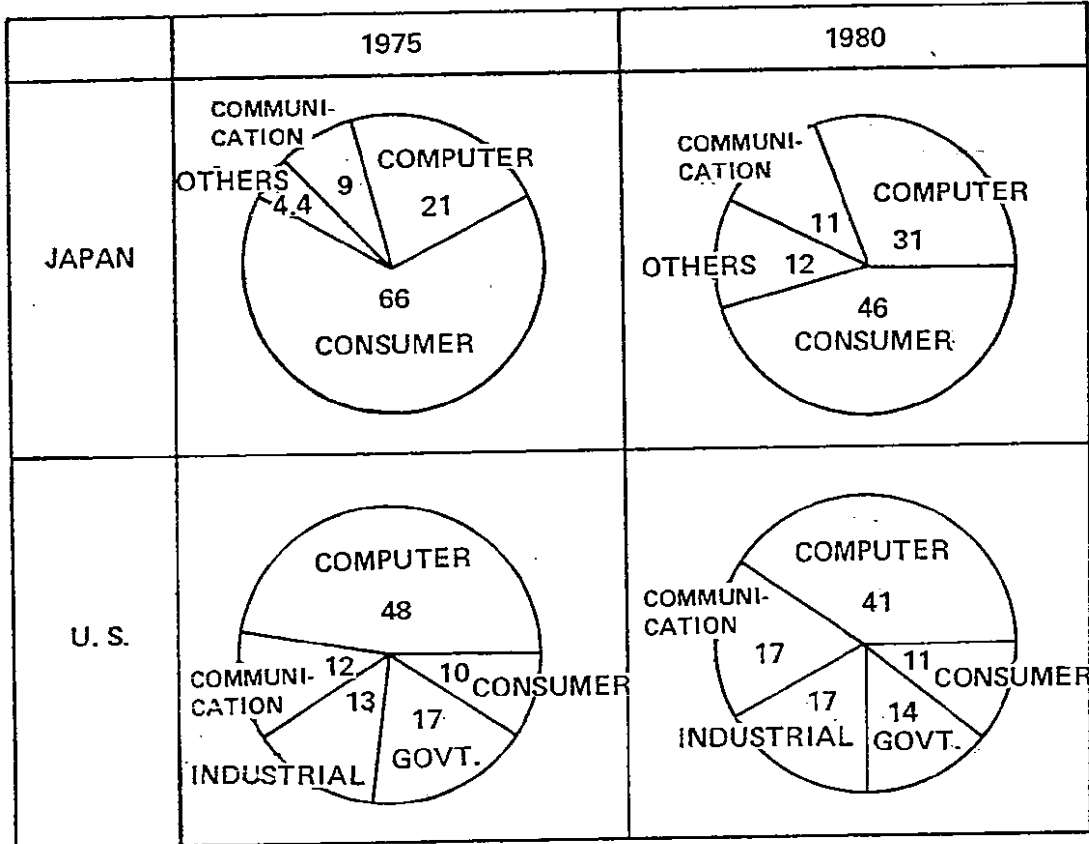 1975
1980
JAPAN
COMMUNI-
CATION
OTHERS
4.4
9
COMPUTER
21
66
CONSUMER
COMMUNI-
CATION
11
COMPUTER
31
OTHERS
12
46
CONSUMER
U. S.
COMPUTER
48
COMMUNI-
CATION
12
13
INDUSTRIAL
17
GOVT.
10
CONSUMER
COMPUTER
41
COMMUNI-
CATION
17
17
INDUSTRIAL
14
GOVT.
11
CONSUMER